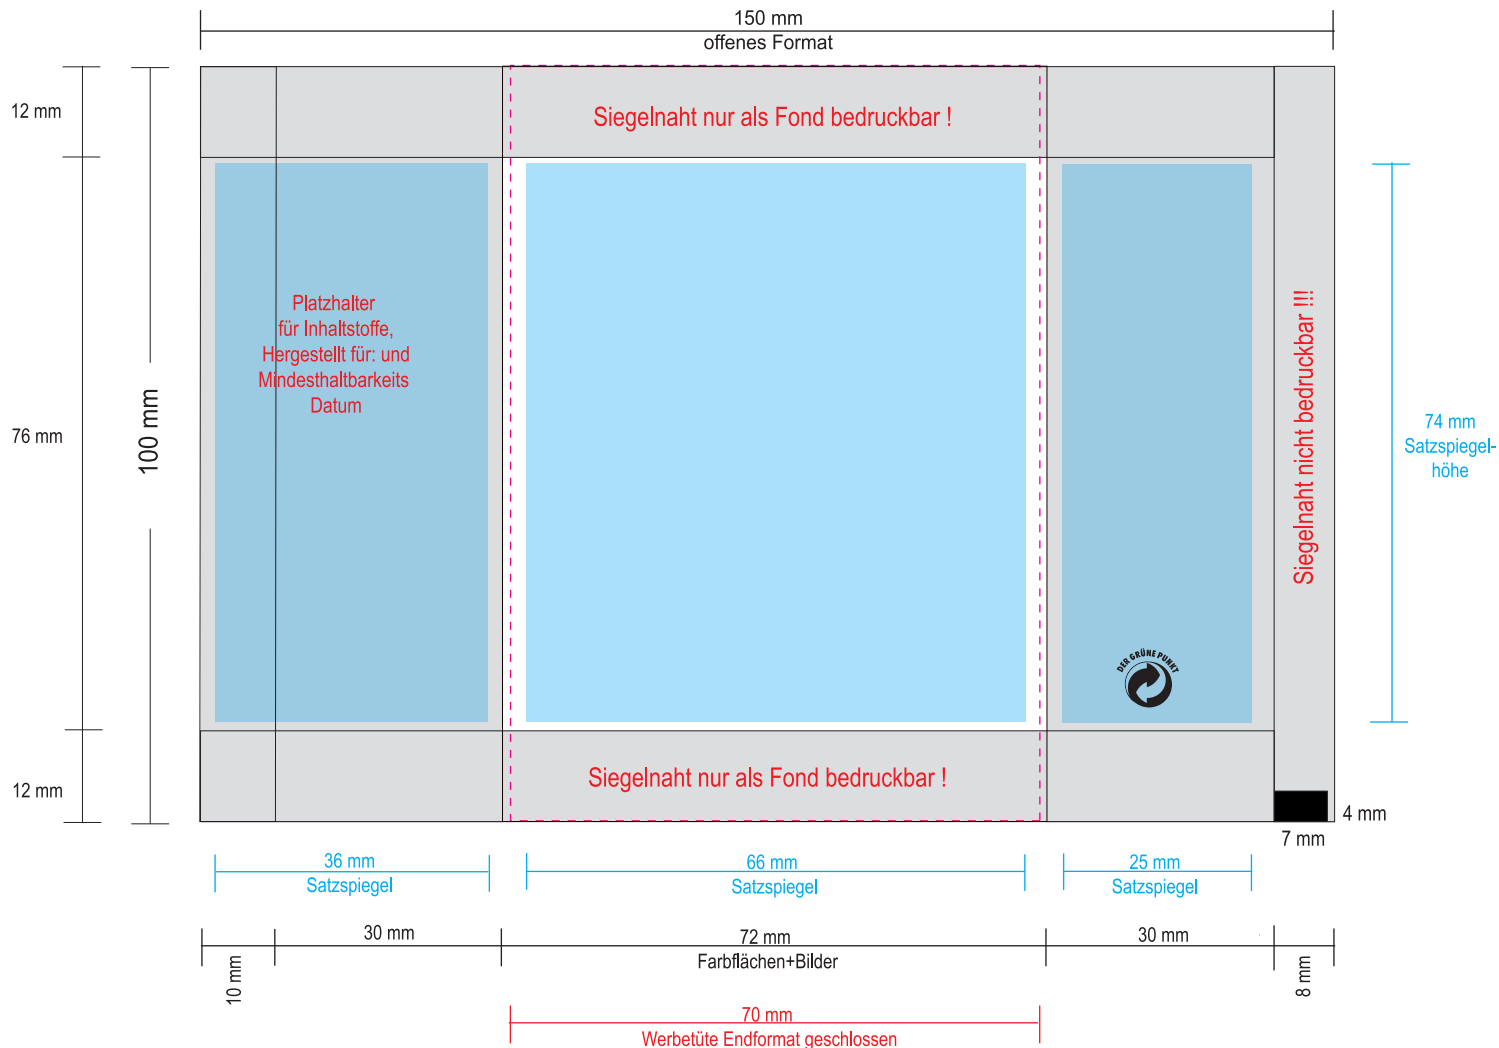 150 mm
offenes Format
12 mm
Siegelnaht nur als Fond bedruckbar !
Platzhalter
für Inhaltstoffe,
Hergestellt für: und
Mindesthaltbarkeits
Datum
76 mm
100 mm
Siegelnaht nicht bedruckbar !!!
74 mm
Satzspiegel-
höhe
DER GRÜNE PUNKT
12 mm
Siegelnaht nur als Fond bedruckbar !
4 mm
7 mm
36 mm
Satzspiegel
66 mm
Satzspiegel
25 mm
Satzspiegel
10 mm
30 mm
72 mm
Farbflächen+Bilder
30 mm
8 mm
70 mm
Werbetüte Endformat geschlossen